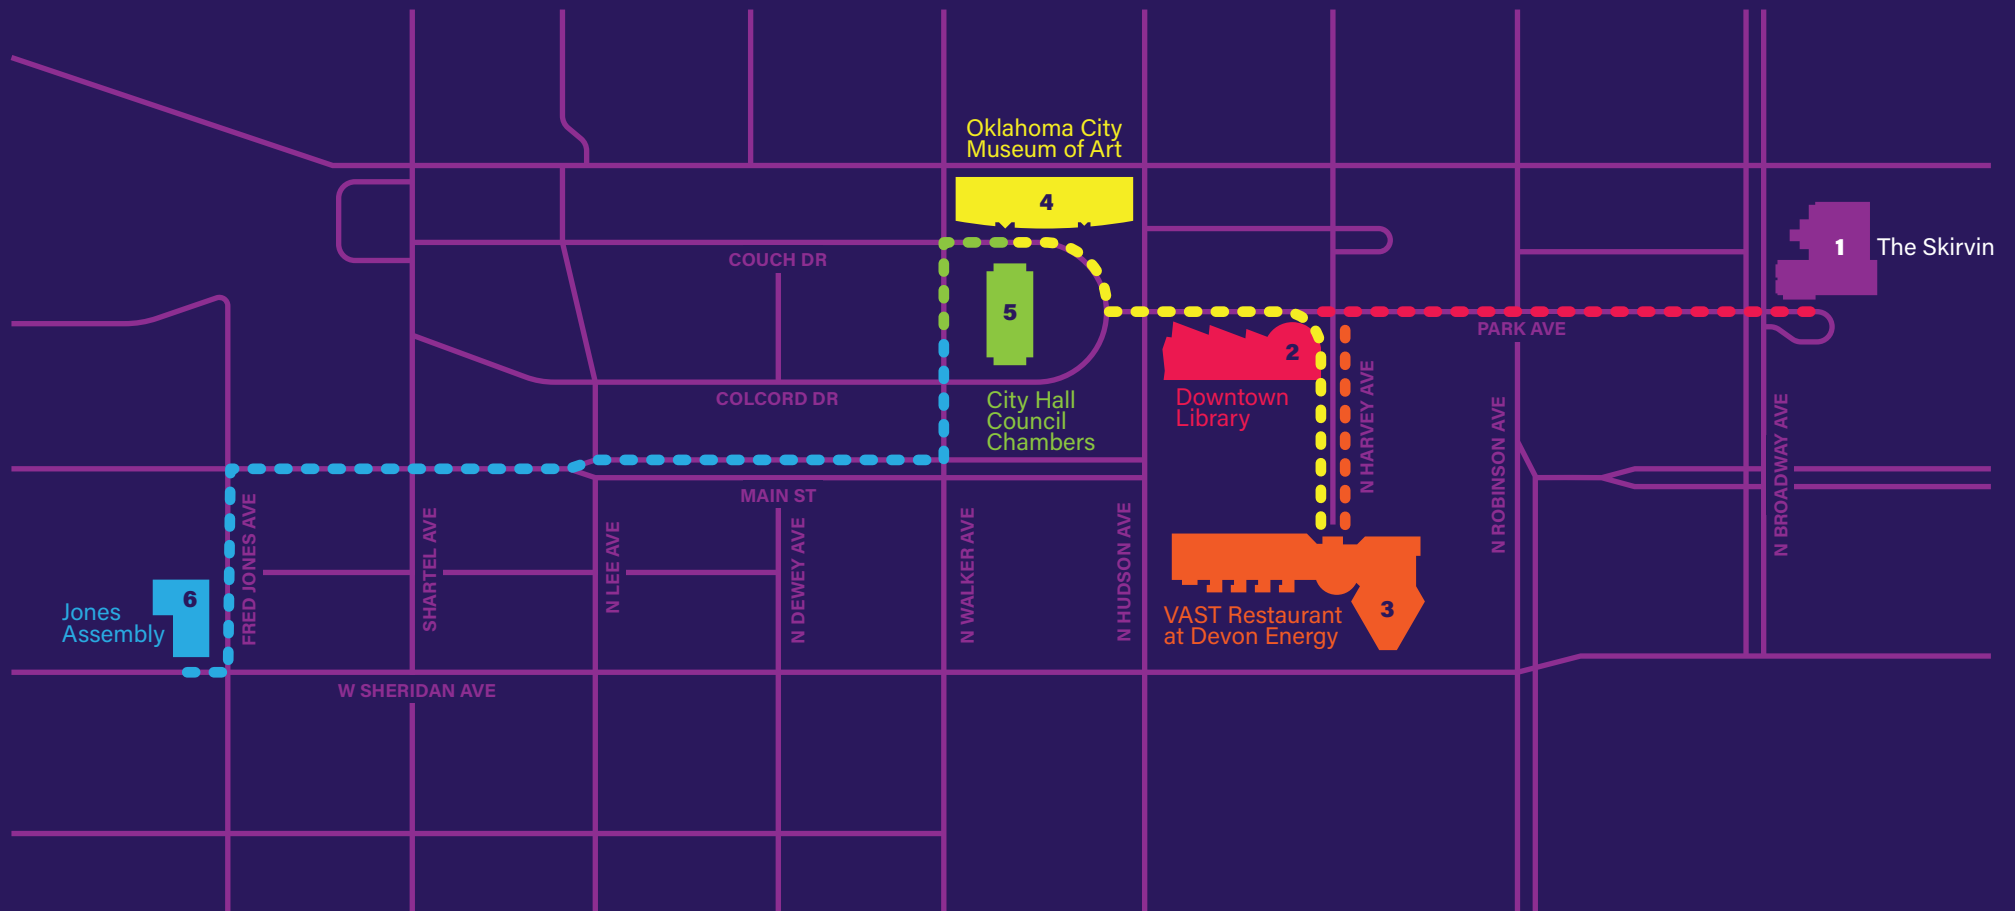 Oklahoma City
Museum of Art
4
1
The Skirvin
COUCH DR
5
PARK AVE
2
COLCORD DR
City Hall
Council
Chambers
Downtown
Library
N HARVEY AVE
N ROBINSON AVE
N BROADWAY AVE
MAIN ST
FRED JONES AVE
SHARTEL AVE
N LEE AVE
N DEWEY AVE
N WALKER AVE
N HUDSON AVE
6
Jones
Assembly
VAST Restaurant
at Devon Energy
3
W SHERIDAN AVE